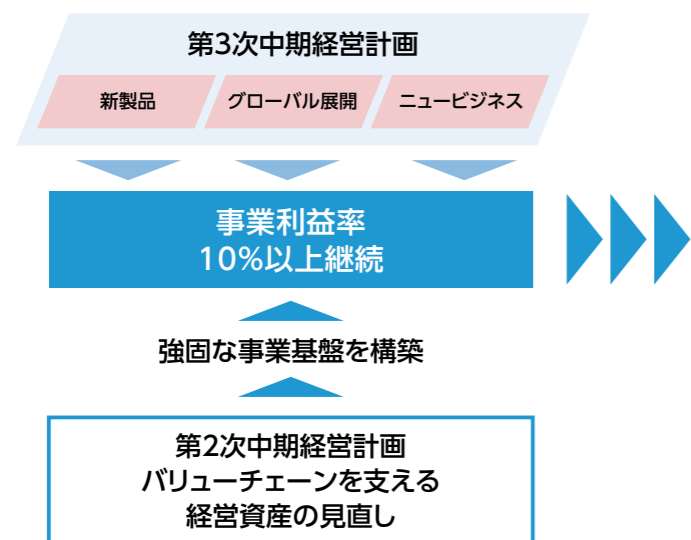 第3次中期経営計画
新製品
グローバル展開
ニュービジネス
事業利益率
10%以上継続
強固な事業基盤を構築
第2次中期経営計画
バリューチェーンを支える
経営資産の見直し